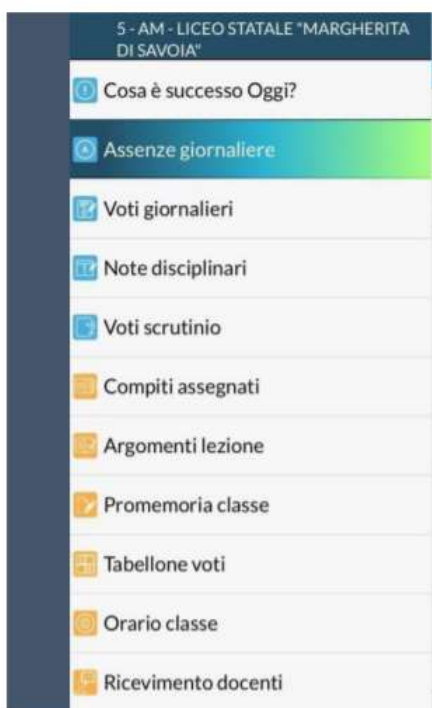 5 - AM - LICEO STATALE "MARGHERITA
DI SAVOIA"
Cosa è successo Oggi?
Assenze giornaliere
Voti giornalieri
Note disciplinari
Voti scrutinio
Compiti assegnati
Argomenti lezione
Promemoria classe
Tabellone voti
Orario classe
Ricevimento docenti